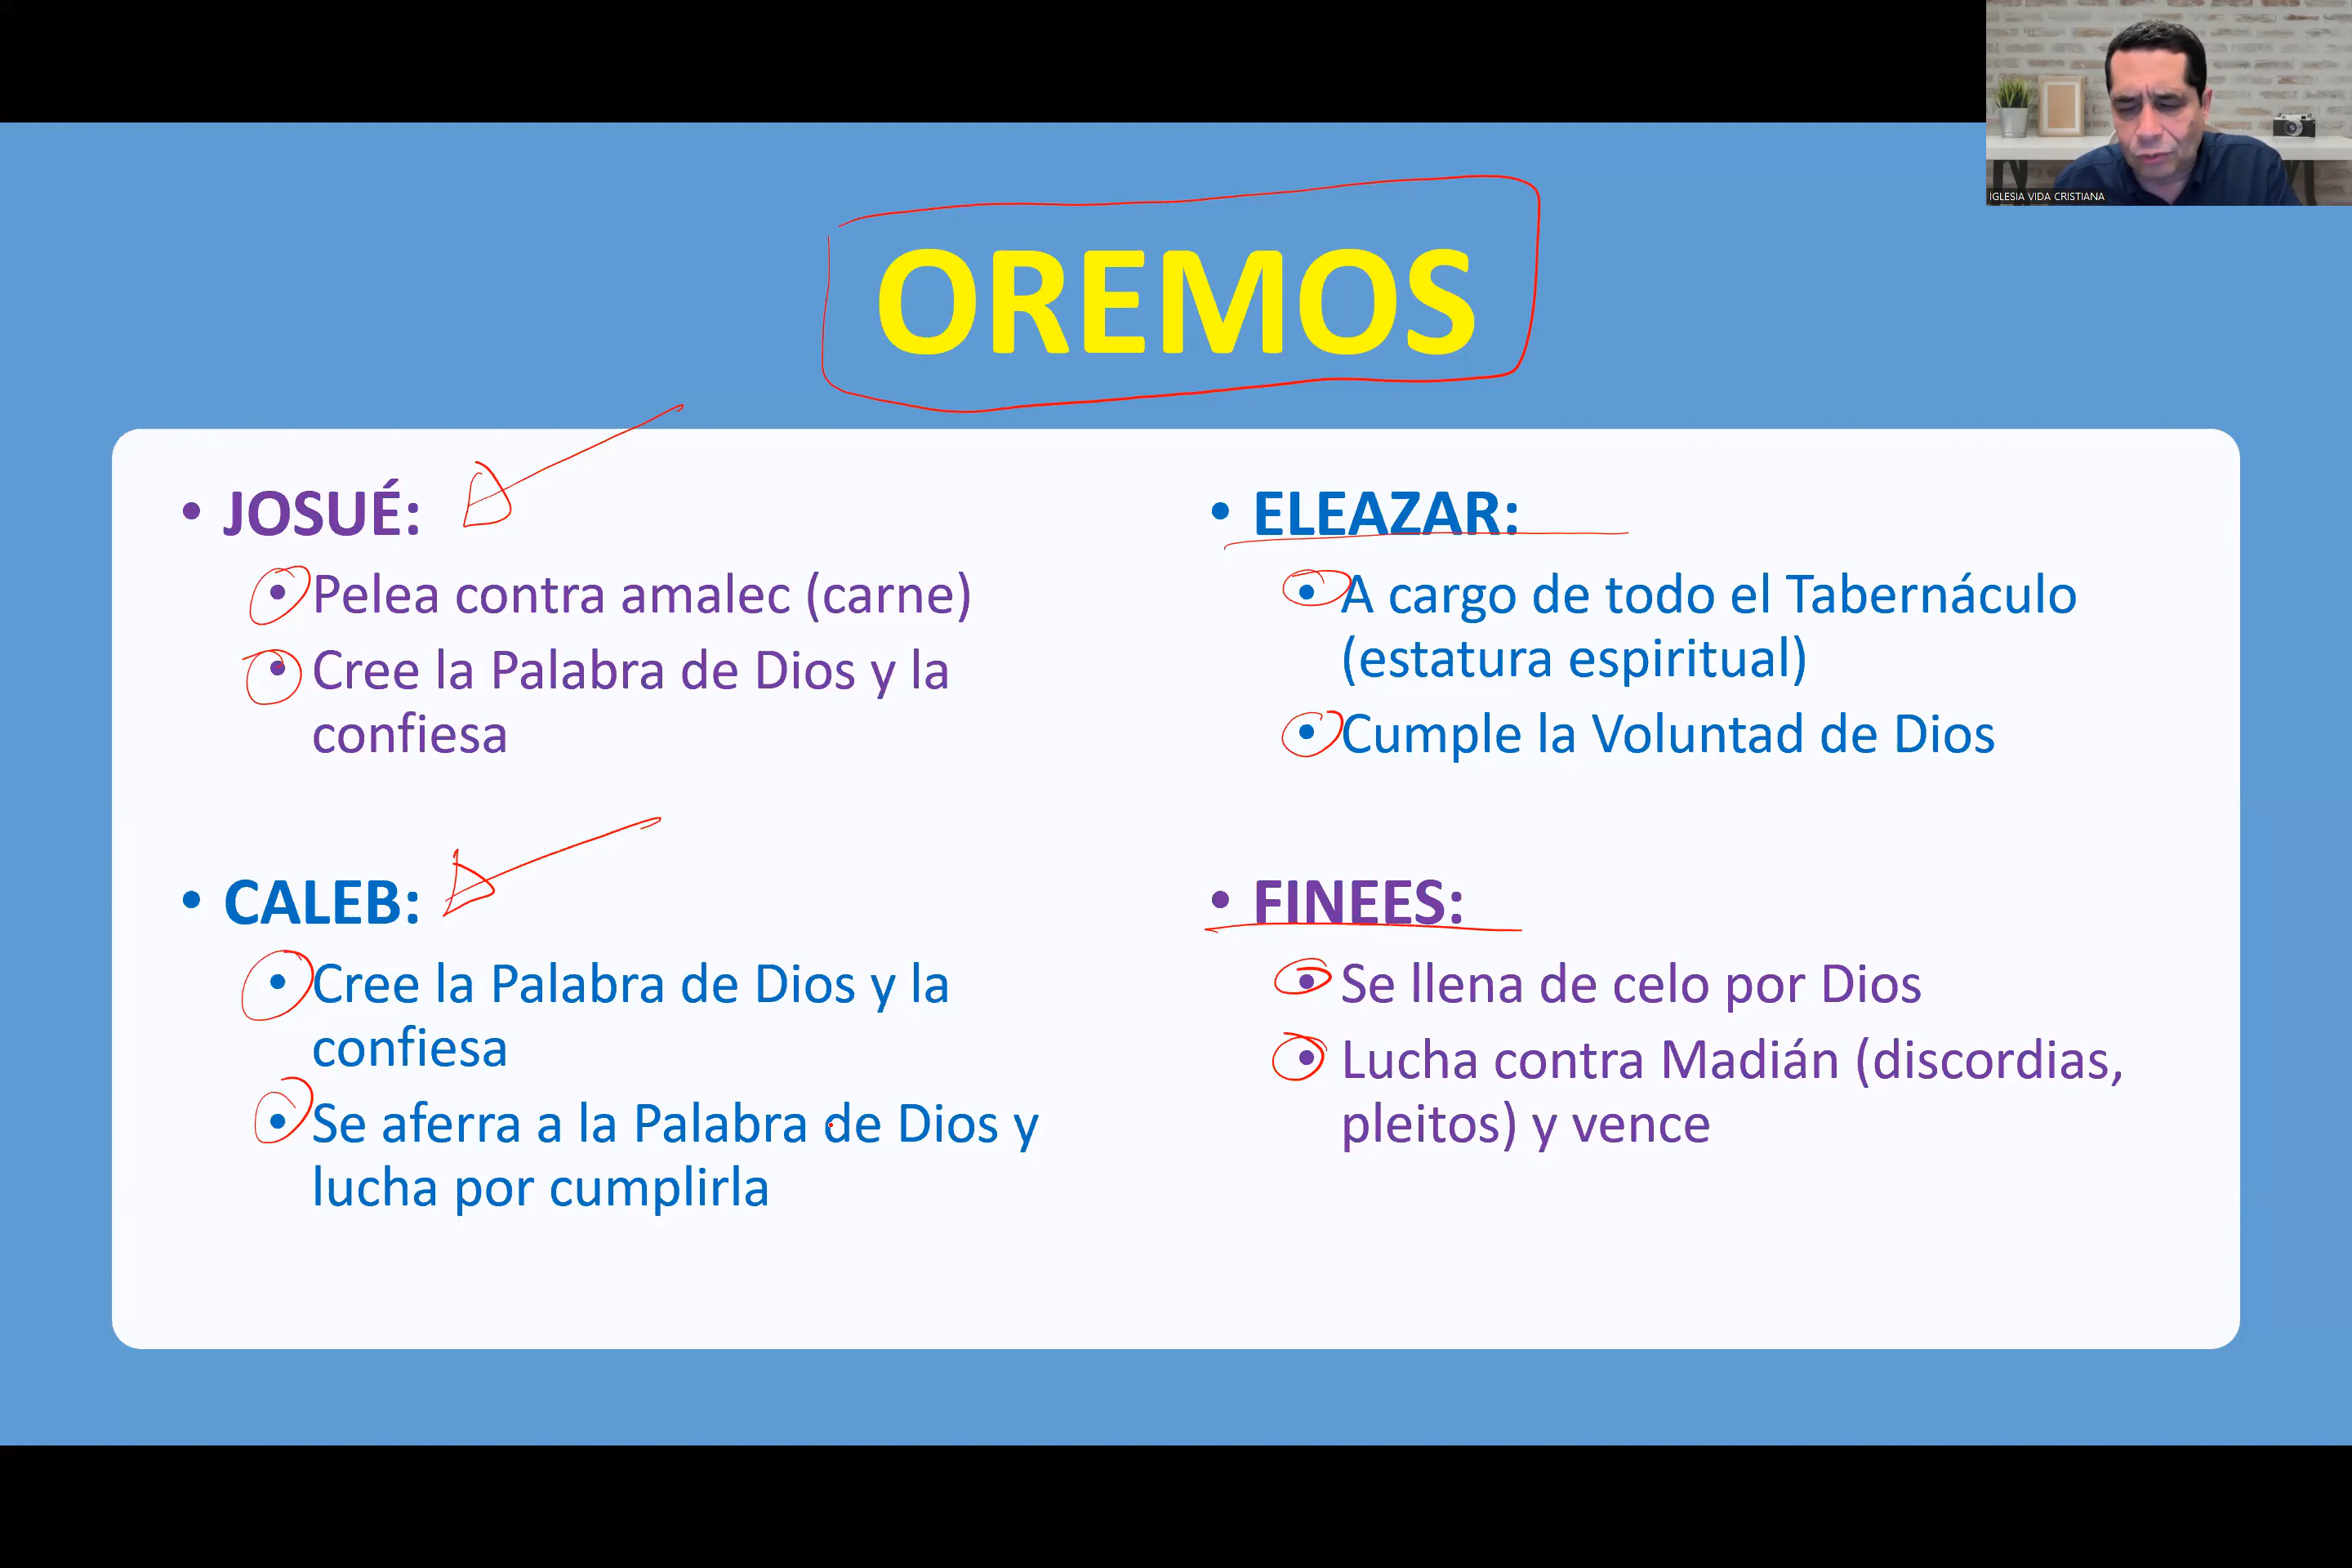 IGLESIA VIDA CRISTIANA
OREMOS
• JOSUÉ:
• Pelea contra amalec (carne)
• Cree la Palabra de Dios y la
confiesa
• CALEB:
• Cree la Palabra de Dios y la
confiesa
• Se aferra a la Palabra de Dios y
lucha por cumplirla
• ELEAZAR:
• A cargo de todo el Tabernáculo
(estatura espiritual)
• Cumple la Voluntad de Dios
• FINEES:
• Se llena de celo por Dios
• Lucha contra Madián (discordias,
pleitos) y vence